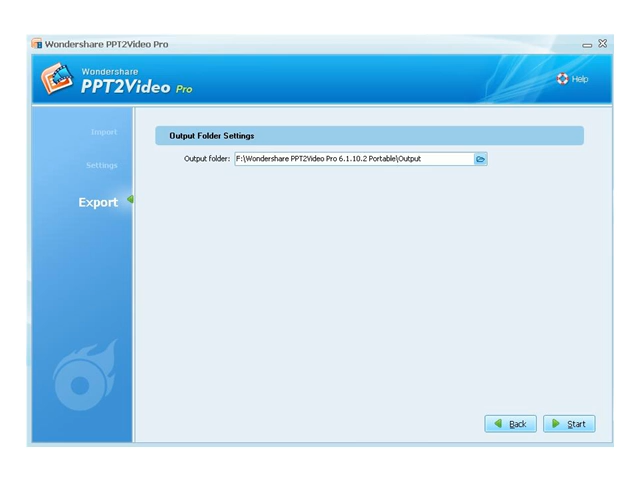 Wondershare PPT2Video Pro
Wondershare
PPT2Video Pro
Help
Import
Settings
Export
Output Folder Settings
Output folder: F:\Wondershare PPT2Video Pro 6.1.10.2 Portable\Output
Back
Start